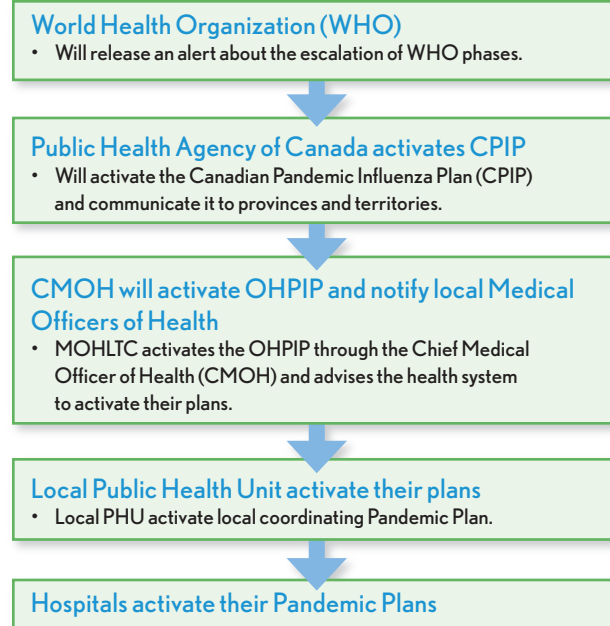 World Health Organization (WHO)
• Will release an alert about the escalation of WHO phases.
Public Health Agency of Canada activates CPIP
• Will activate the Canadian Pandemic Influenza Plan (CPIP)
and communicate it to provinces and territories.
CMOH will activate OHPIP and notify local Medical
Officers of Health
• MOHLTC activates the OHPIP through the Chief Medical
Officer of Health (CMOH) and advises the health system
to activate their plans.
Local Public Health Unit activate their plans
• Local PHU activate local coordinating Pandemic Plan.
Hospitals activate their Pandemic Plans